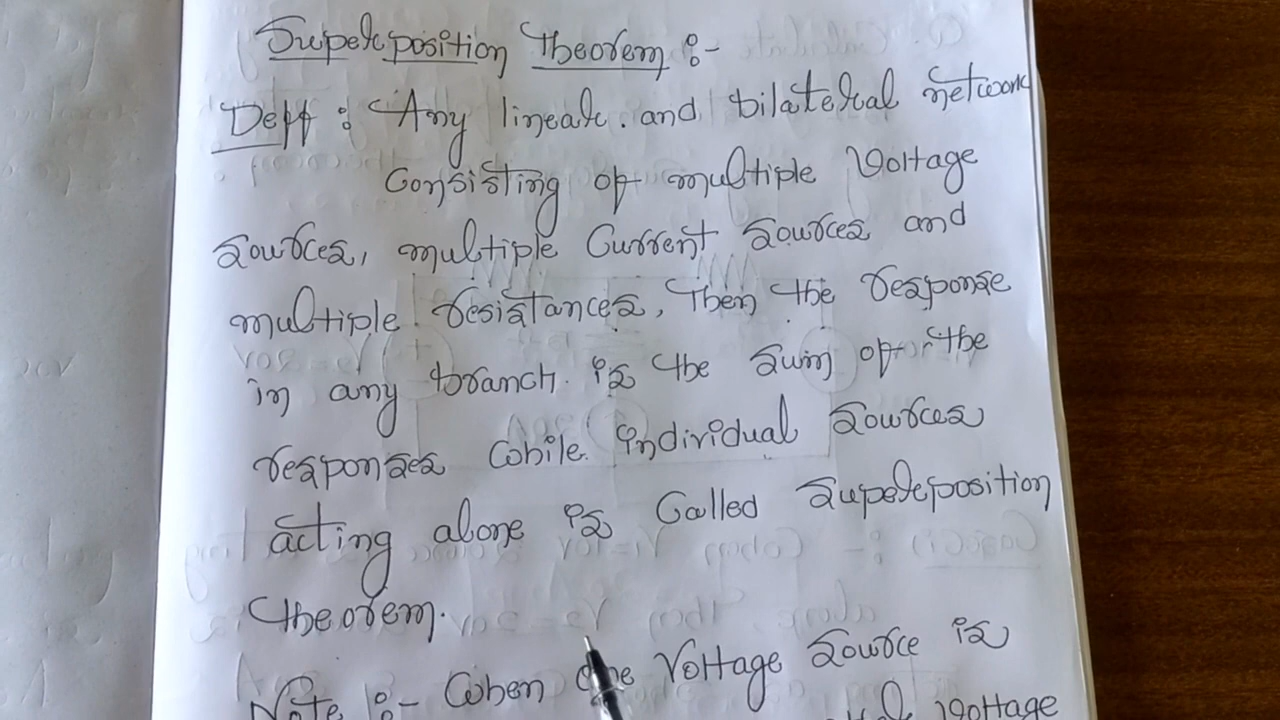 Superposition Theorem :-
Deff : Any linear. and bilateral network
Consisting of multiple Voltage
sources, multiple Current sources and
multiple resistances, Then the response
in any branch. is the sum of the
responses while individual sources
acting alone is Called superposition
theorem.
Note :- When one Voltage source is
voltage